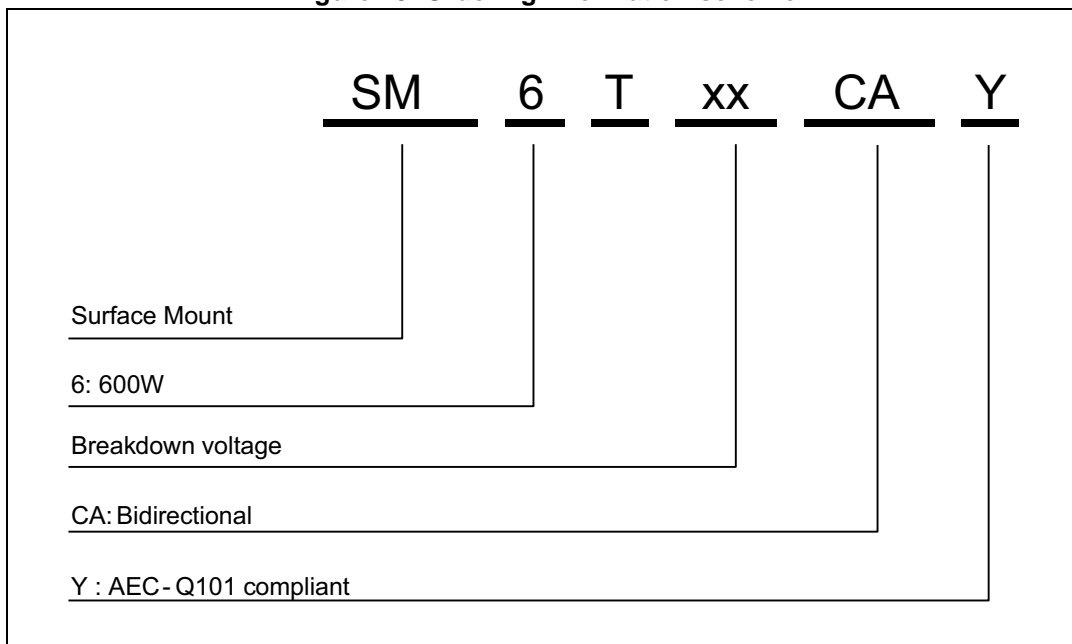 SM 6 T xx CA Y
Surface Mount
6: 600W
Breakdown voltage
CA: Bidirectional
Y : AEC-Q101 compliant